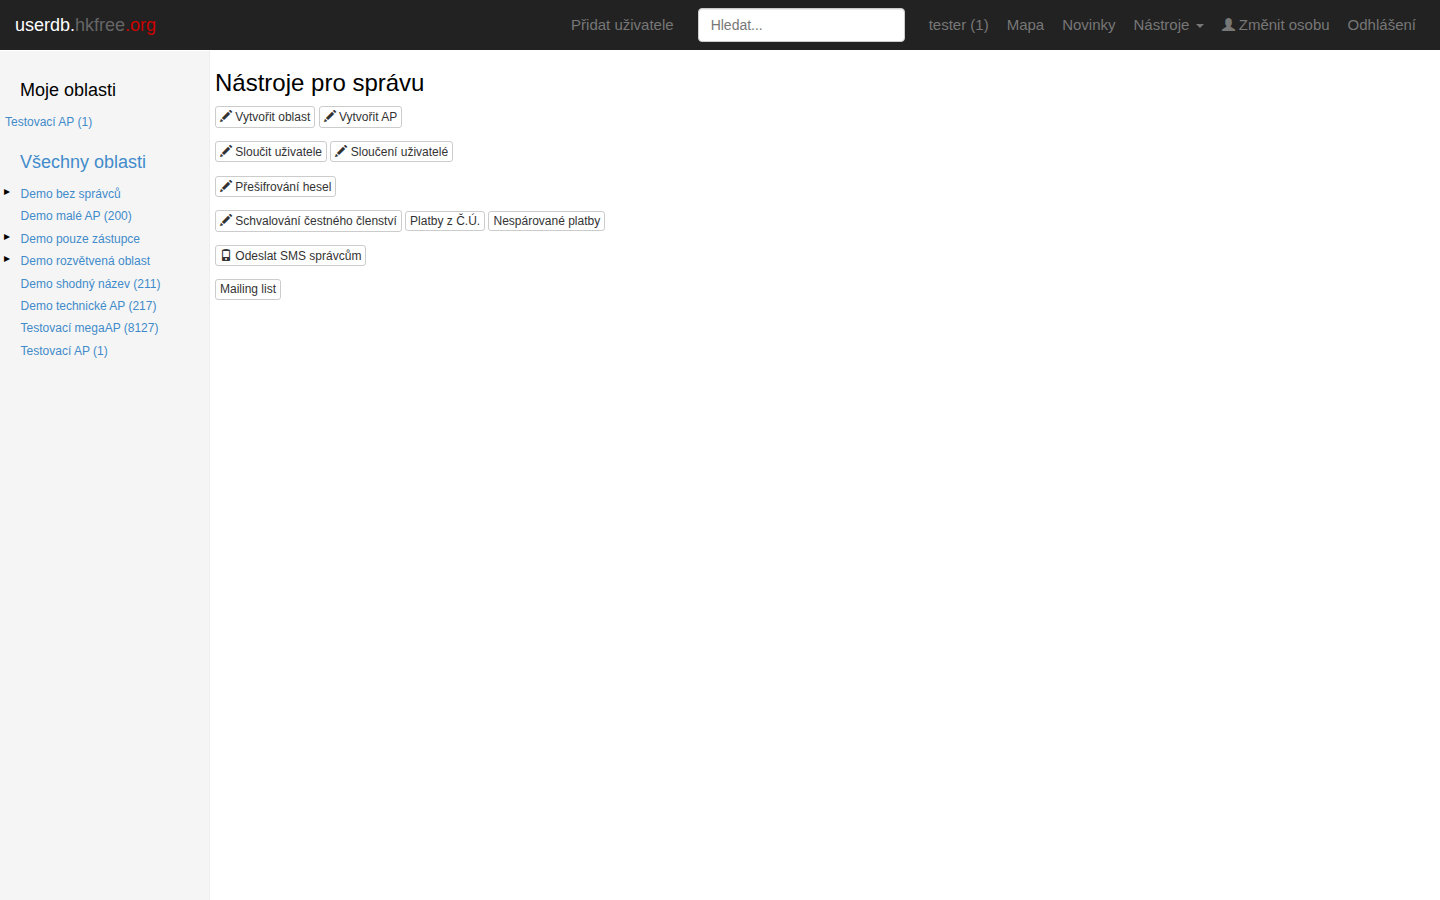 userdb.hkfree.org Přidat uživatele Hledat... tester (1) Mapa Novinky Nástroje Změnit osobu Odhlášení
Moje oblasti
Testovací AP (1)
Všechny oblasti
Demo bez správců
Demo malé AP (200)
Demo pouze zástupce
Demo rozvětvená oblast
Demo shodný název (211)
Demo technické AP (217)
Testovací megaAP (8127)
Testovací AP (1)
Nástroje pro správu
Vytvořit oblast Vytvořit AP
Sloučit uživatele Sloučení uživatelé
Přešifrování hesel
Schvalování čestného členství Platby z Č.Ú. Nespárované platby
Odeslat SMS správcům
Mailing list